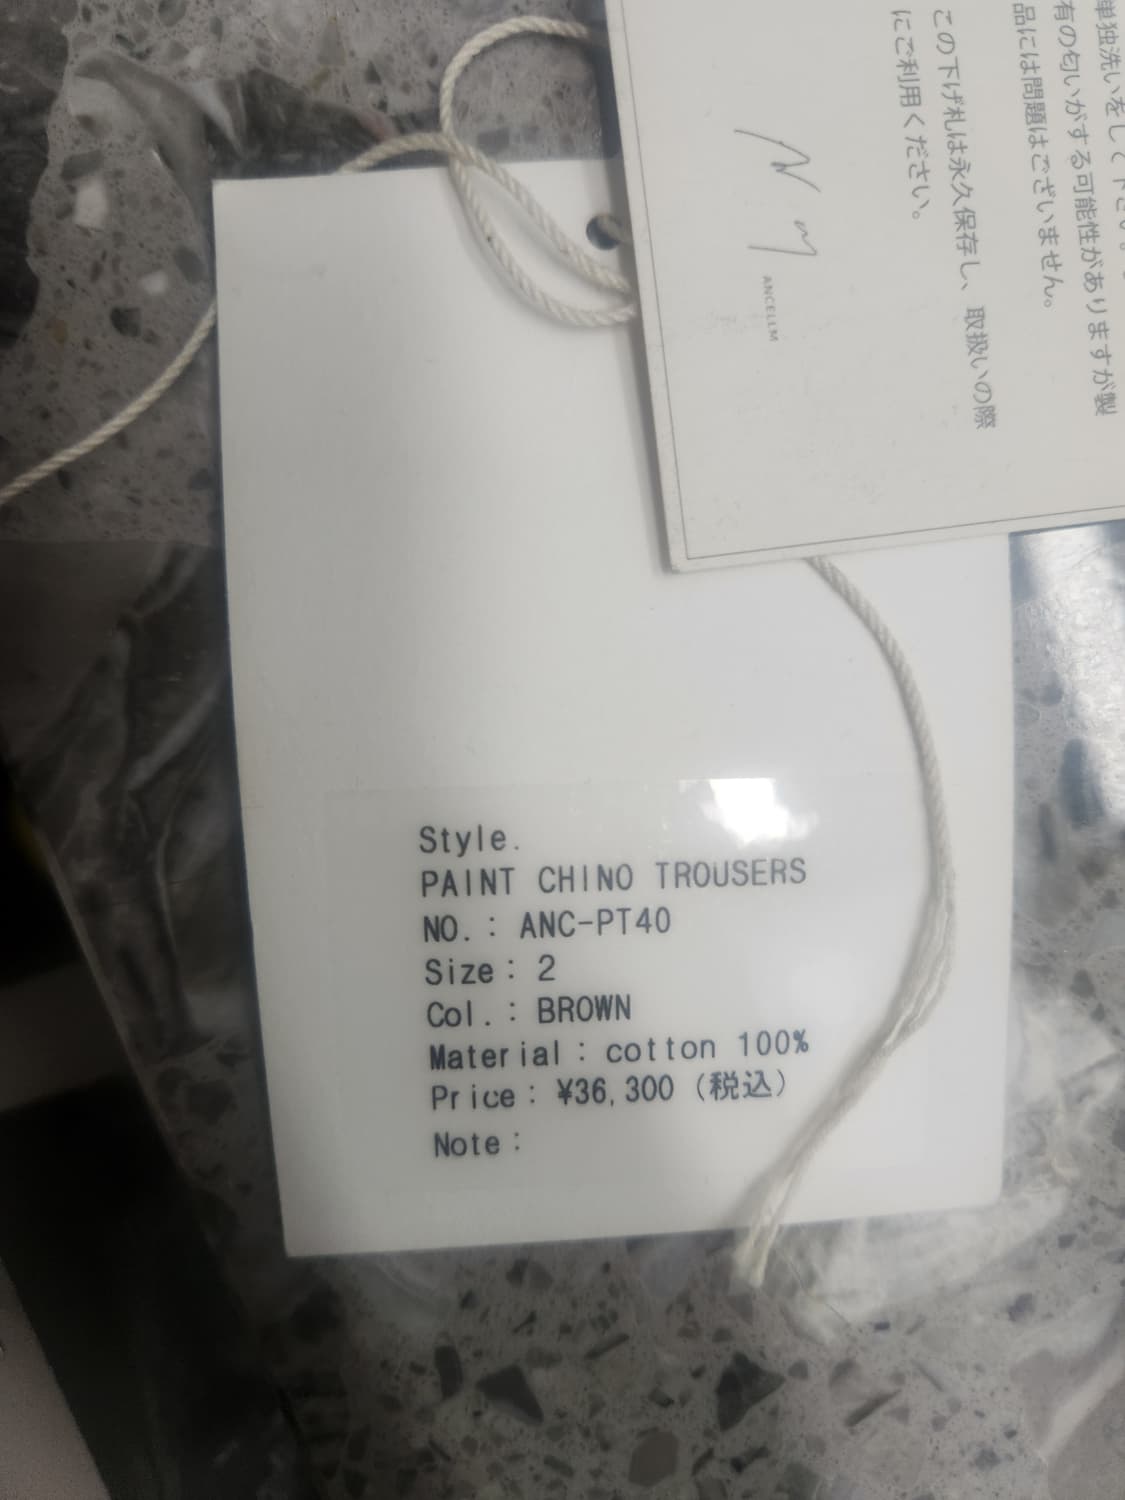 単独洗いをして下さい。
有の匂いがする可能性がありますが製
品には問題はございません。
この下げ札は永久保存し、取扱いの際
にご利用ください。
ANCELLM
Style.
PAINT CHINO TROUSERS
NO.: ANC-PT40
Size: 2
Col.: BROWN
Material: cotton 100%
Price: ¥36,300 (税込)
Note: